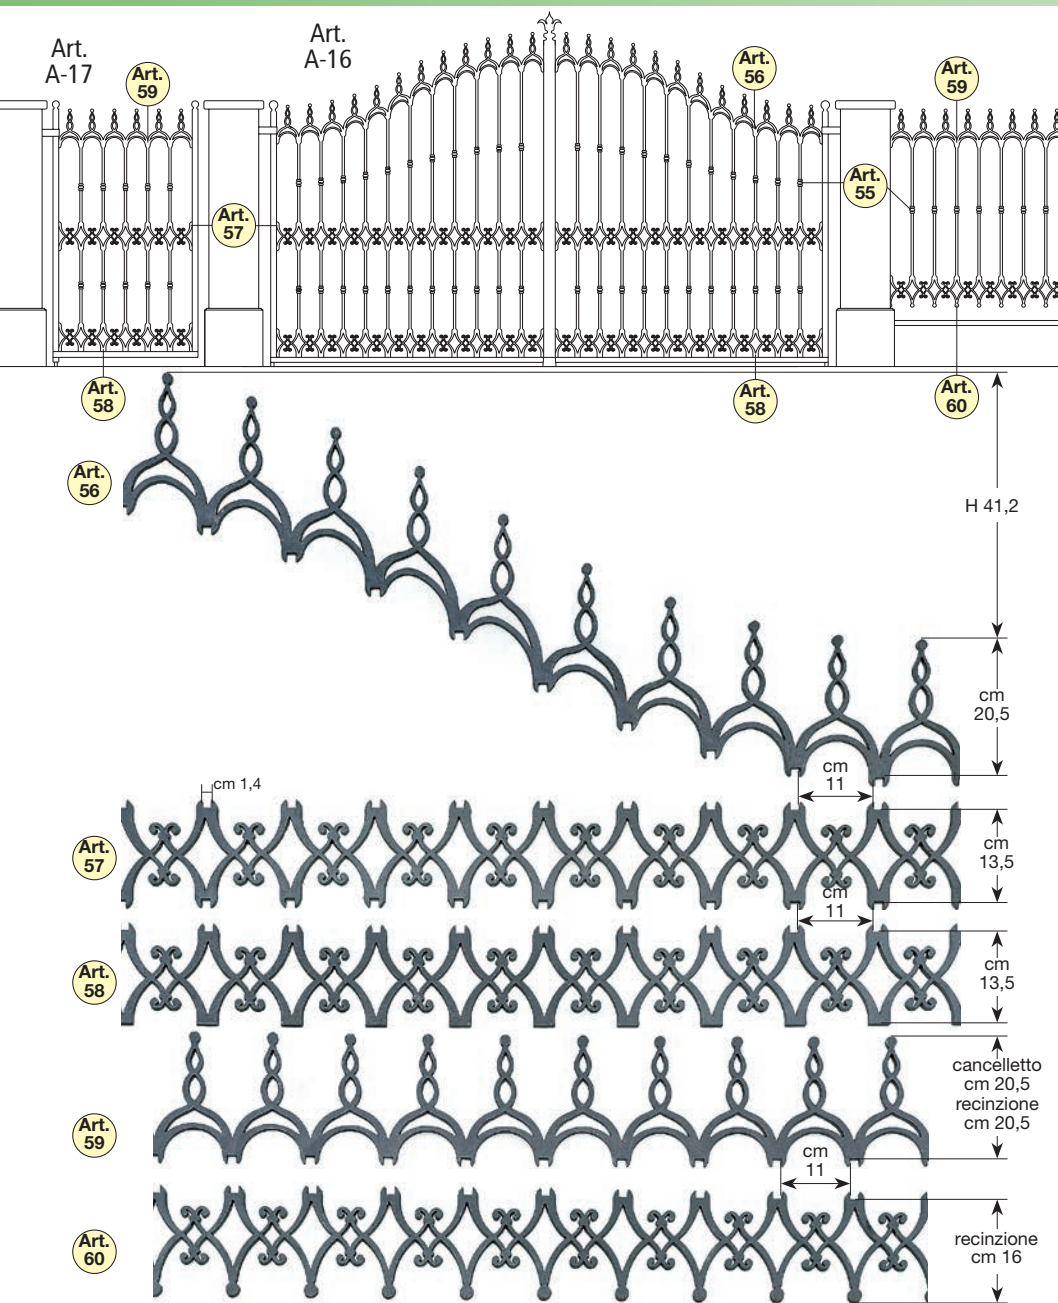 Art.
A-17
Art.
A-16
Art.
59
Art.
56
Art.
59
Art.
55
Art.
57
Art.
58
Art.
58
Art.
60
Art.
56
H 41,2
cm
20,5
cm
11
cm 1,4
Art.
57
cm
13,5
cm
11
Art.
58
cm
13,5
cancelletto
cm 20,5
recinzione
cm 20,5
Art.
59
cm
11
Art.
60
recinzione
cm 16